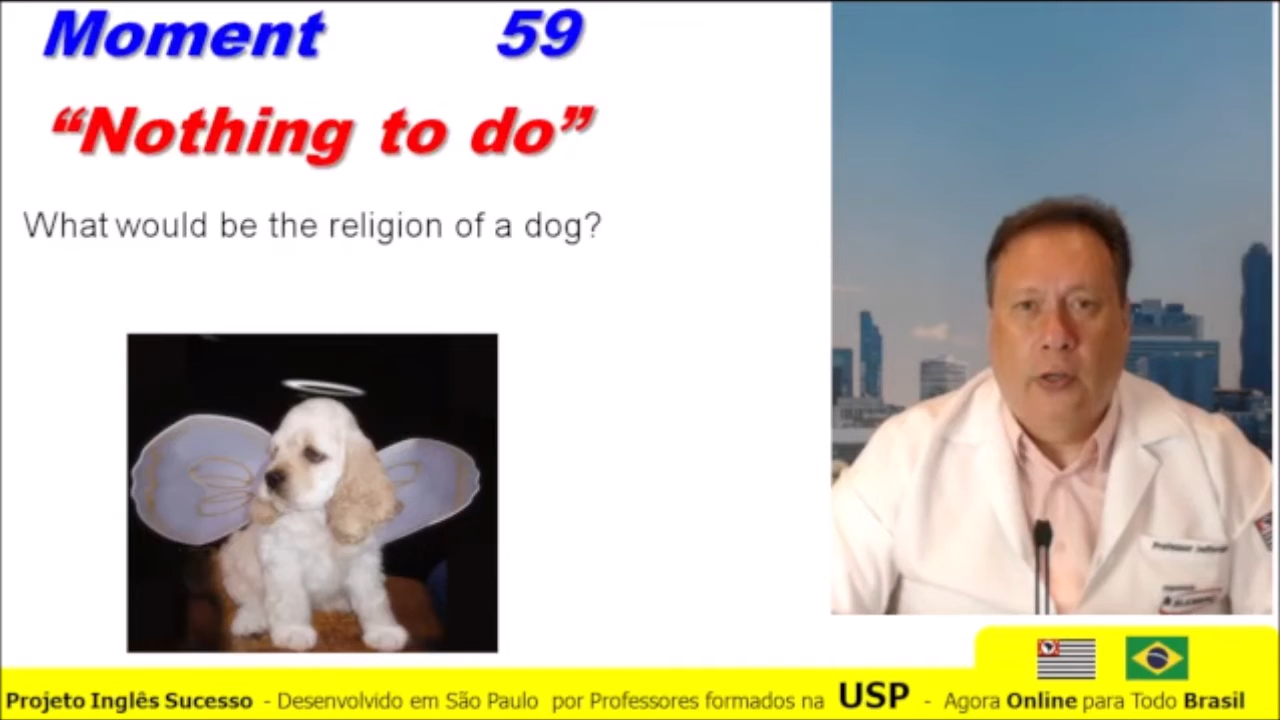 Moment 59
“Nothing to do”
What would be the religion of a dog?
Professor
Projeto Inglês Sucesso - Desenvolvido em São Paulo por Professores formados na USP - Agora Online para Todo Brasil